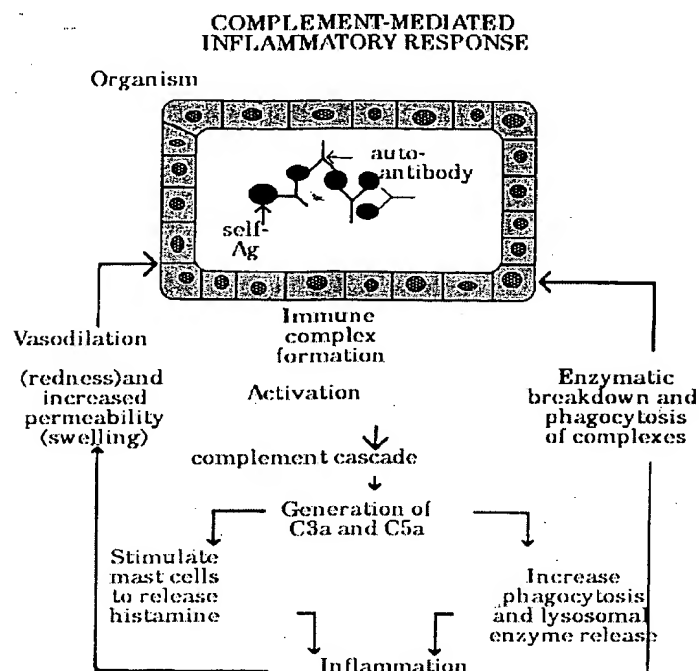 COMPLEMENT-MEDIATED
INFLAMMATORY RESPONSE
Organism
auto-
antibody
self-
Ag
Immune
complex
formation
Vasodilation
(redness)and
increased
permeability
(swelling)
Activation
Enzymatic
breakdown and
phagocytosis
of complexes
complement cascade
Generation of
C3a and C5a
Stimulate
mast cells
to release
histamine
Increase
phagocytosis
and lysosomal
enzyme release
Inflammation